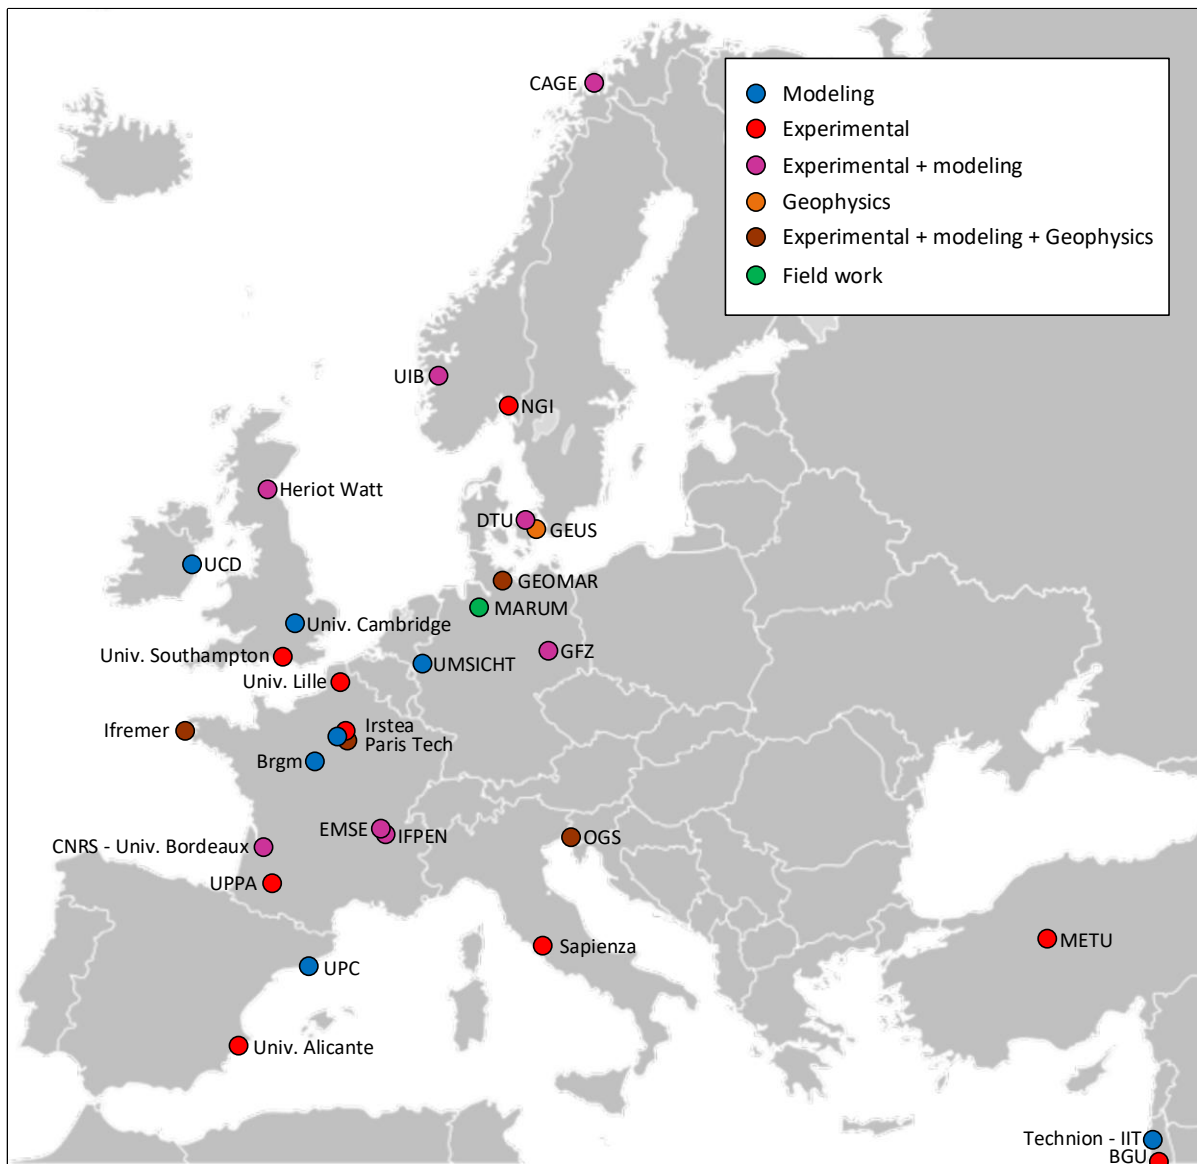 CAGE
Modeling
Experimental
Experimental + modeling
Geophysics
Experimental + modeling + Geophysics
Field work
UIB
NGI
Heriot Watt
DTU
GEUS
UCD
GEOMAR
MARUM
Univ. Cambridge
Univ. Southampton
GFZ
UMSICHT
Univ. Lille
Ifremer
Irstea
Paris Tech
Brgm
EMSE
IFPEN
OGS
CNRS - Univ. Bordeaux
UPPA
METU
Sapienza
UPC
Univ. Alicante
Technion - IIT
BGU